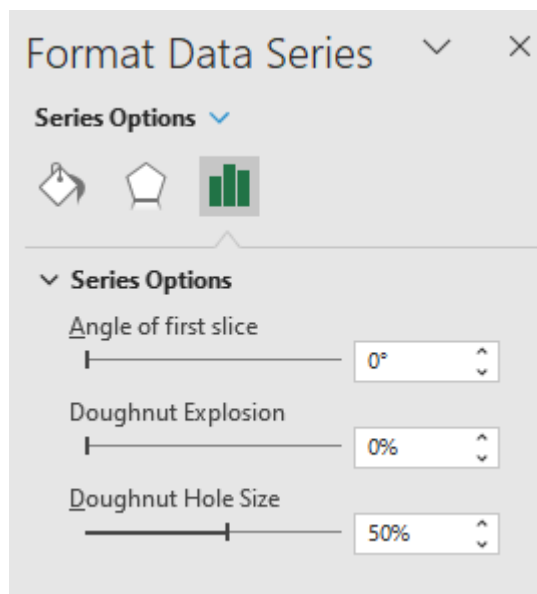 Format Data Series
Series Options
Series Options
Angle of first slice
0°
Doughnut Explosion
0%
Doughnut Hole Size
50%